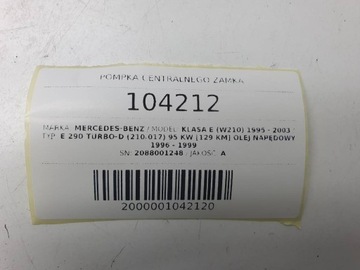 POMPKA CENTRALNEGO ZAMKA
104212
MARKA: MERCEDES-BENZ / MODEL: KLASA E (W210) 1995 - 2003
TYP: E 290 TURBO-D (210.017) 95 KW [129 KM] OLEJ NAPĘDOWY
1996 - 1999
SN: 2088001248 - JAKOŚĆ: A
2000001042120